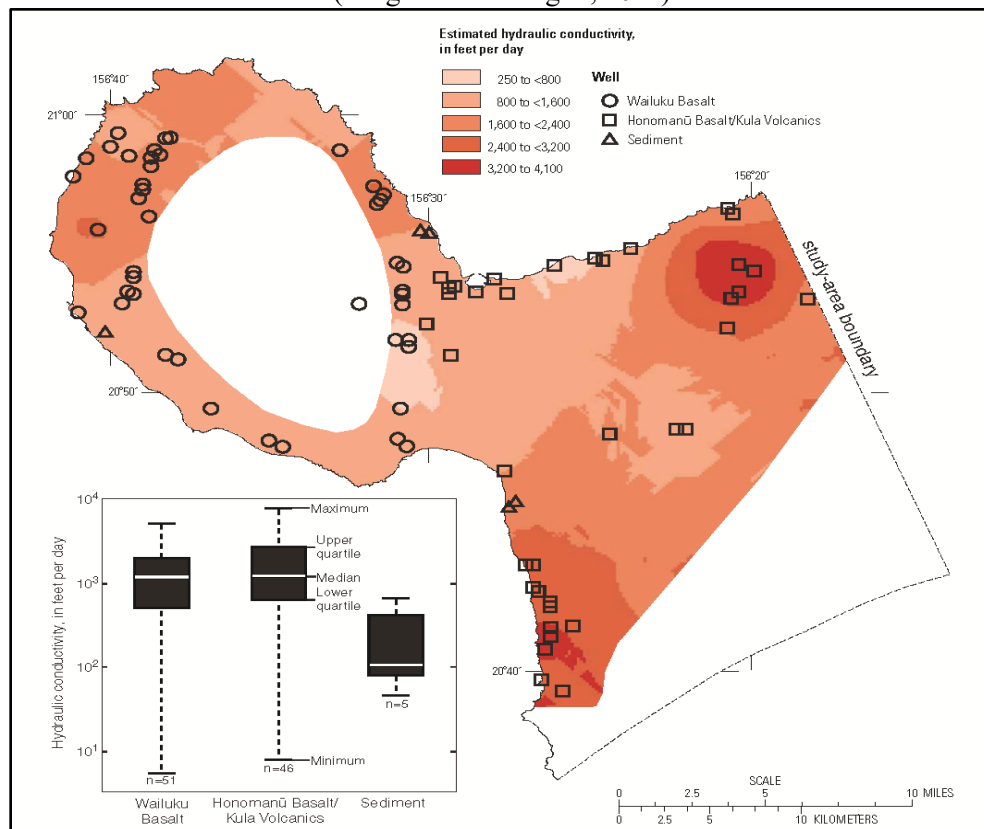 Estimated hydraulic conductivity,
in feet per day
250 to <800
800 to <1,600
1,600 to <2,400
2,400 to <3,200
3,200 to 4,100
Well
Wailuku Basalt
Honomanū Basalt/Kula Volcanics
Sediment
156°40′
21°00′
156°30′
156°20′
study-area boundary
20°50′
20°40′
Hydraulic conductivity, in feet per day
10⁴
10³
10²
10¹
Maximum
Upper
quartile
Median
Lower
quartile
Minimum
n=51
n=46
n=5
Wailuku
Basalt
Honomanū Basalt/
Kula Volcanics
Sediment
SCALE
0 2.5 5 10 MILES
0 2.5 5 10 KILOMETERS